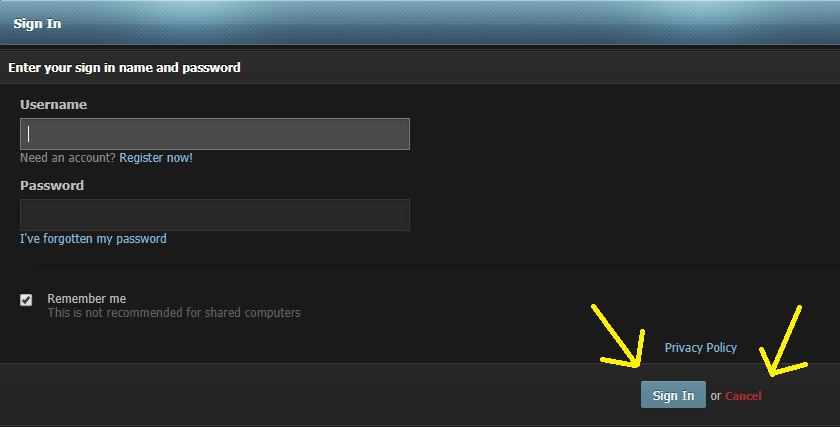 Sign In
Enter your sign in name and password
Username
Need an account? Register now!
Password
I've forgotten my password
Remember me
This is not recommended for shared computers
Privacy Policy
Sign In or Cancel